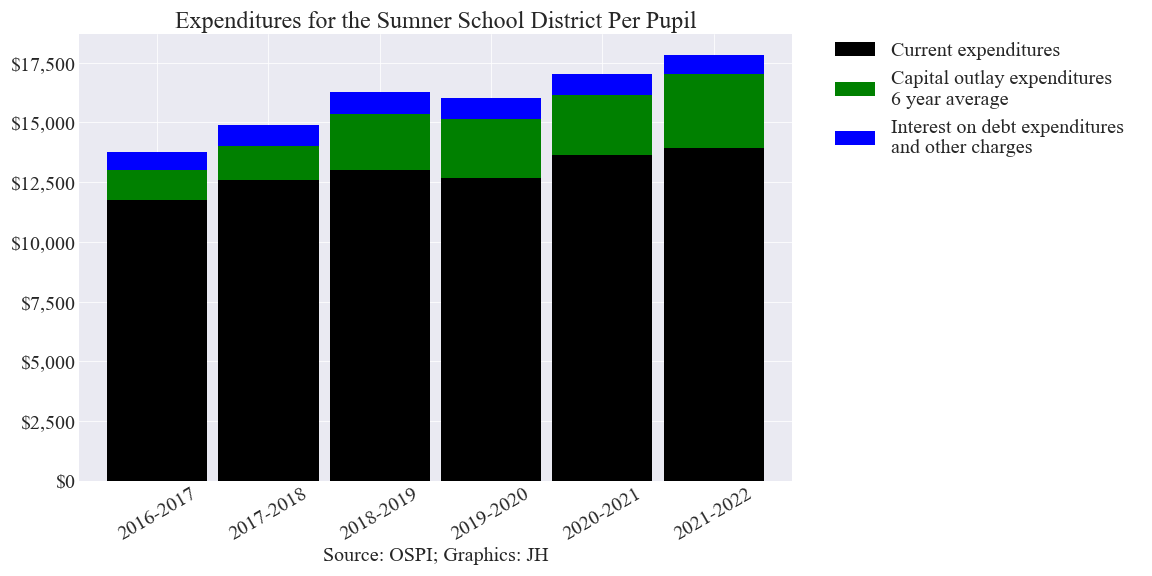 Expenditures for the Sumner School District Per Pupil
$17,500
$15,000
$12,500
$10,000
$7,500
$5,000
$2,500
$0
2016-2017
2017-2018
2018-2019
2019-2020
2020-2021
2021-2022
Source: OSPI; Graphics: JH
Current expenditures
Capital outlay expenditures
6 year average
Interest on debt expenditures
and other charges